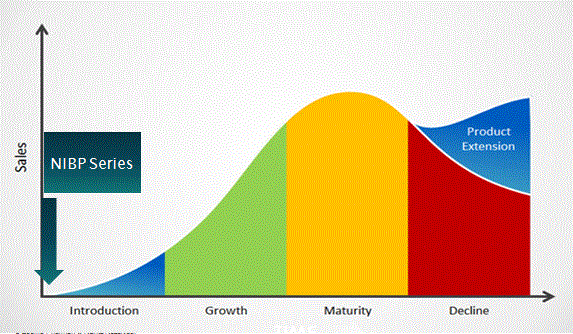 Sales
NIBP Series
Product
Extension
Introduction
Growth
Maturity
Decline